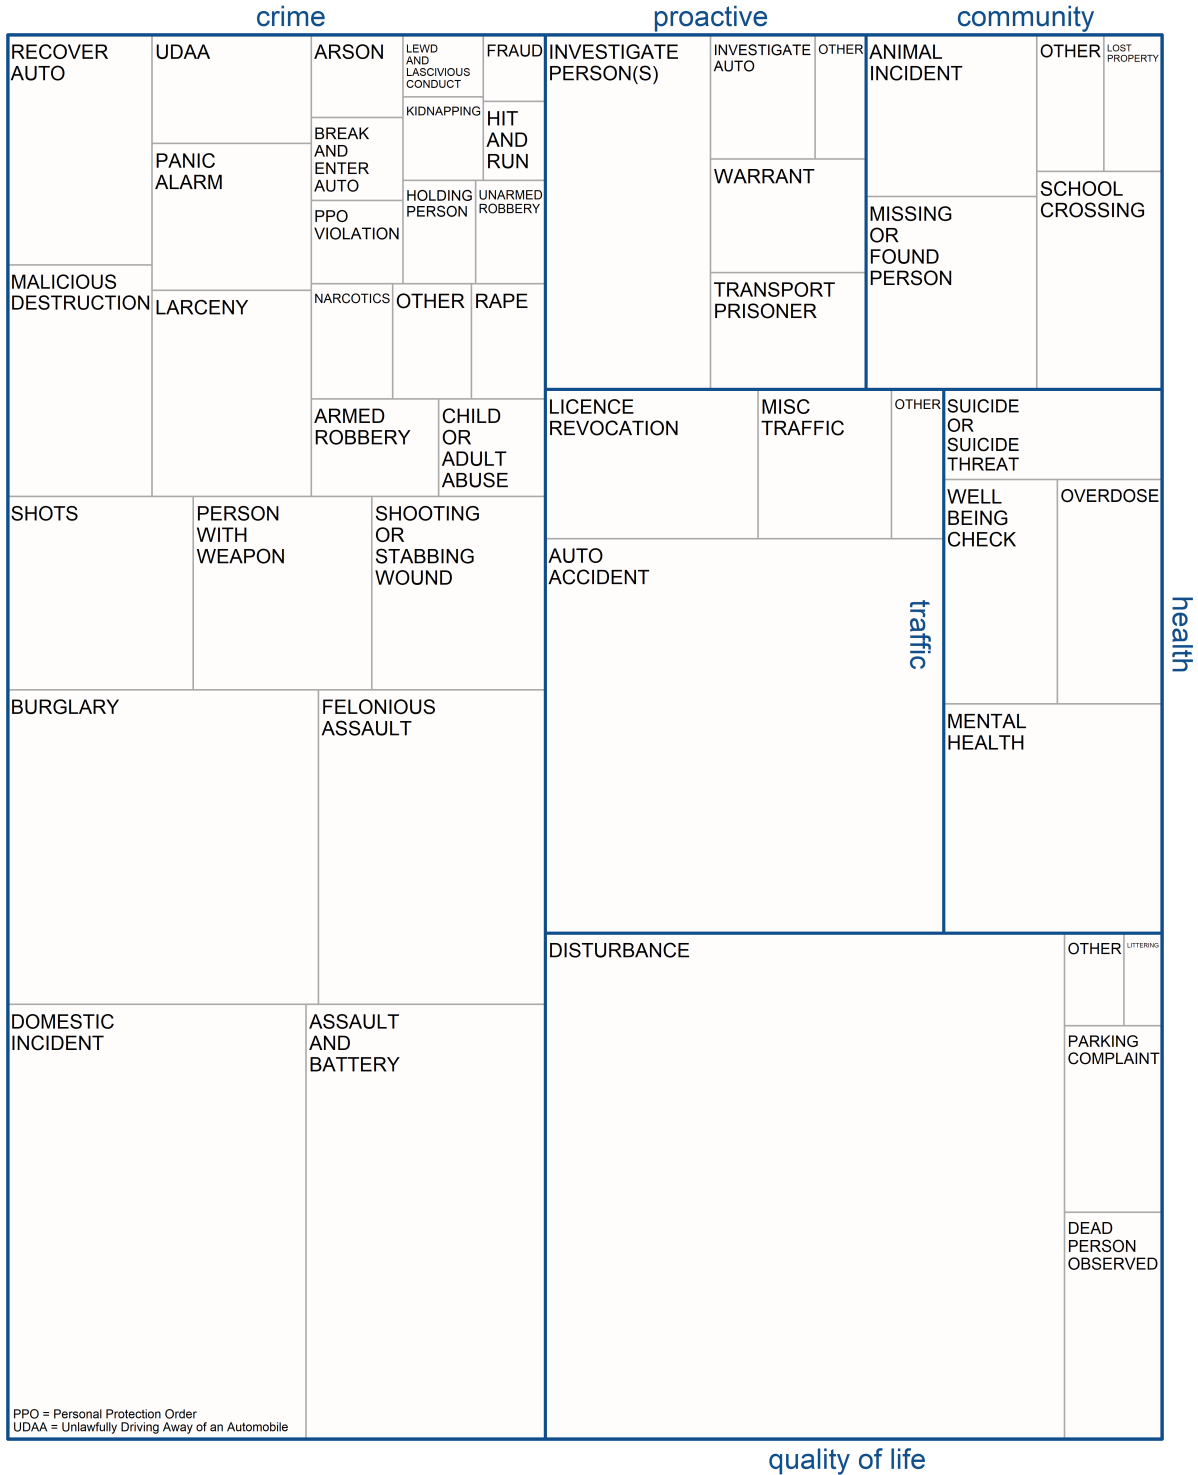 crime
proactive
community
RECOVER
AUTO
UDAA
ARSON
LEWD
AND
LASCIVIOUS
CONDUCT
FRAUD
KIDNAPPING
HIT
AND
RUN
BREAK
AND
ENTER
AUTO
PANIC
ALARM
HOLDING
PERSON
UNARMED
ROBBERY
PPO
VIOLATION
MALICIOUS
DESTRUCTION
LARCENY
NARCOTICS
OTHER
RAPE
ARMED
ROBBERY
CHILD
OR
ADULT
ABUSE
SHOTS
PERSON
WITH
WEAPON
SHOOTING
OR
STABBING
WOUND
BURGLARY
FELONIOUS
ASSAULT
DOMESTIC
INCIDENT
ASSAULT
AND
BATTERY
PPO = Personal Protection Order
UDAA = Unlawfully Driving Away of an Automobile
INVESTIGATE
PERSON(S)
INVESTIGATE
AUTO
OTHER
WARRANT
TRANSPORT
PRISONER
ANIMAL
INCIDENT
OTHER
LOST
PROPERTY
SCHOOL
CROSSING
MISSING
OR
FOUND
PERSON
LICENCE
REVOCATION
MISC
TRAFFIC
OTHER
AUTO
ACCIDENT
traffic
SUICIDE
OR
SUICIDE
THREAT
WELL
BEING
CHECK
OVERDOSE
MENTAL
HEALTH
health
DISTURBANCE
OTHER
LITTERING
PARKING
COMPLAINT
DEAD
PERSON
OBSERVED
quality of life